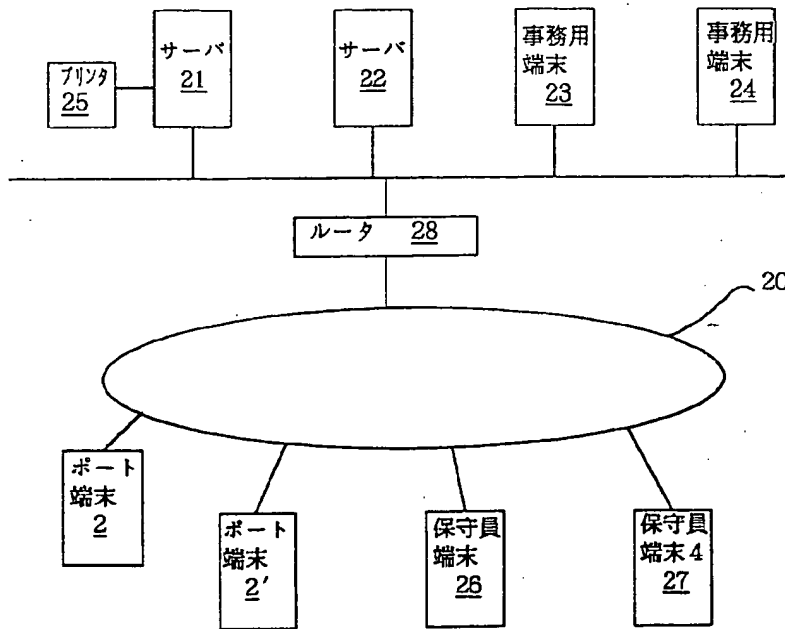 サーバ
21
サーバ
22
事務用
端末
23
事務用
端末
24
プリンタ
25
ルータ 28
20
ポート
端末
2
ポート
端末
2'
保守員
端末
26
保守員
端末4
27